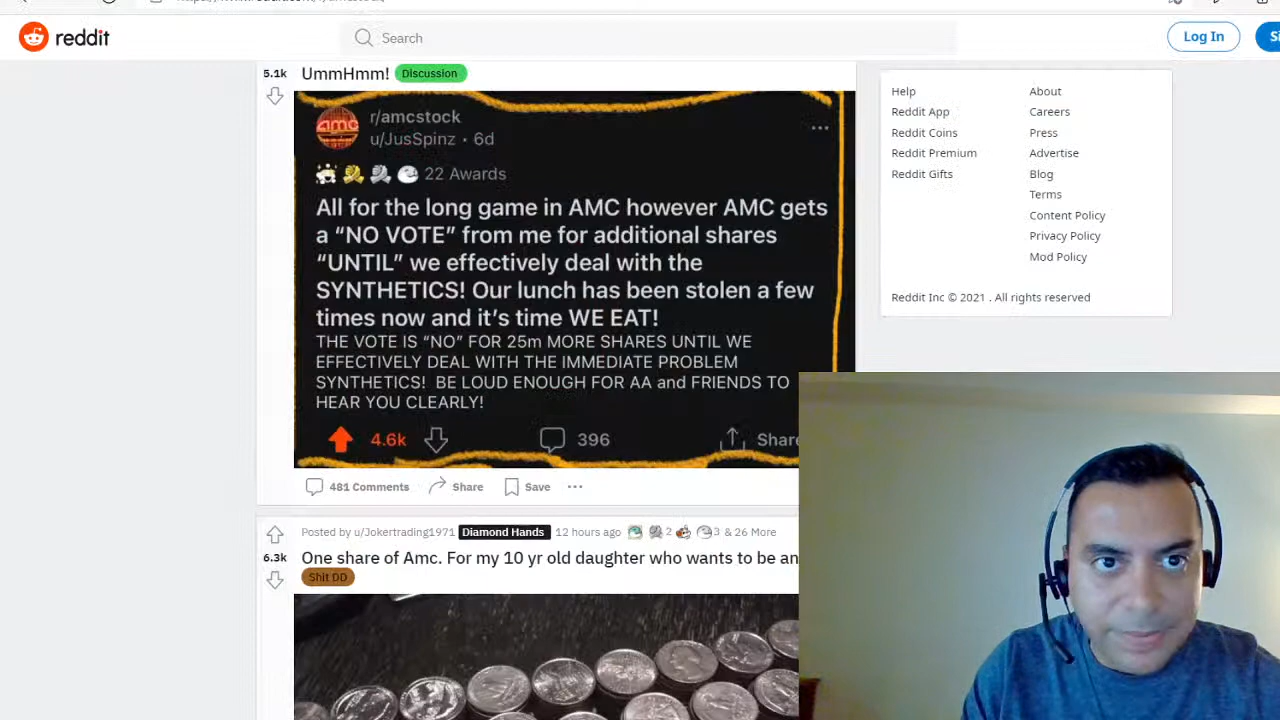 reddit
Search
Log In
5.1k
UmmHmm!
Discussion
r/amcstock
u/JusSpinz · 6d
22 Awards
All for the long game in AMC however AMC gets
a “NO VOTE” from me for additional shares
“UNTIL” we effectively deal with the
SYNTHETICS! Our lunch has been stolen a few
times now and it’s time WE EAT!
THE VOTE IS “NO” FOR 25m MORE SHARES UNTIL WE
EFFECTIVELY DEAL WITH THE IMMEDIATE PROBLEM
SYNTHETICS! BE LOUD ENOUGH FOR AA and FRIENDS TO
HEAR YOU CLEARLY!
4.6k
396
Share
481 Comments
Share
Save
Posted by u/Jokertrading1971 Diamond Hands 12 hours ago 2 3 & 26 More
6.3k
One share of Amc. For my 10 yr old daughter who wants to be an
Shit DD
Help
Reddit App
Reddit Coins
Reddit Premium
Reddit Gifts
About
Careers
Press
Advertise
Blog
Terms
Content Policy
Privacy Policy
Mod Policy
Reddit Inc © 2021 . All rights reserved